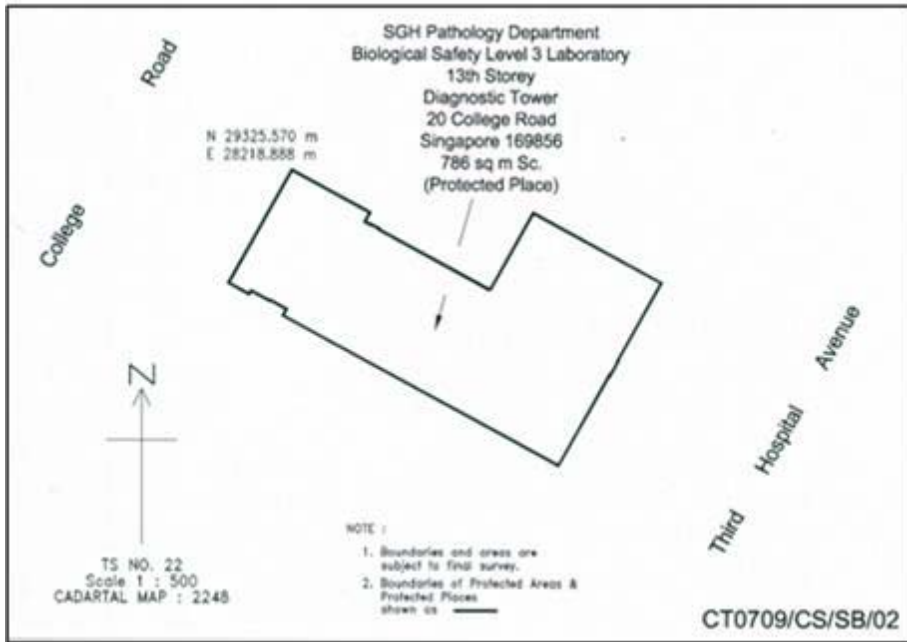 SGH Pathology Department
Biological Safety Level 3 Laboratory
13th Storey
Diagnostic Tower
20 College Road
Singapore 169856
786 sq m Sc.
(Protected Place)
College Road
N 29325.570 m
E 28218.888 m
Third Hospital Avenue
N
TS NO. 22
Scale 1 : 500
CADARTAL MAP : 2248
NOTE :
1. Boundaries and areas are
subject to final survey.
2. Boundaries of Protected Areas &
Protected Places
shown as
CT0709/CS/SB/02